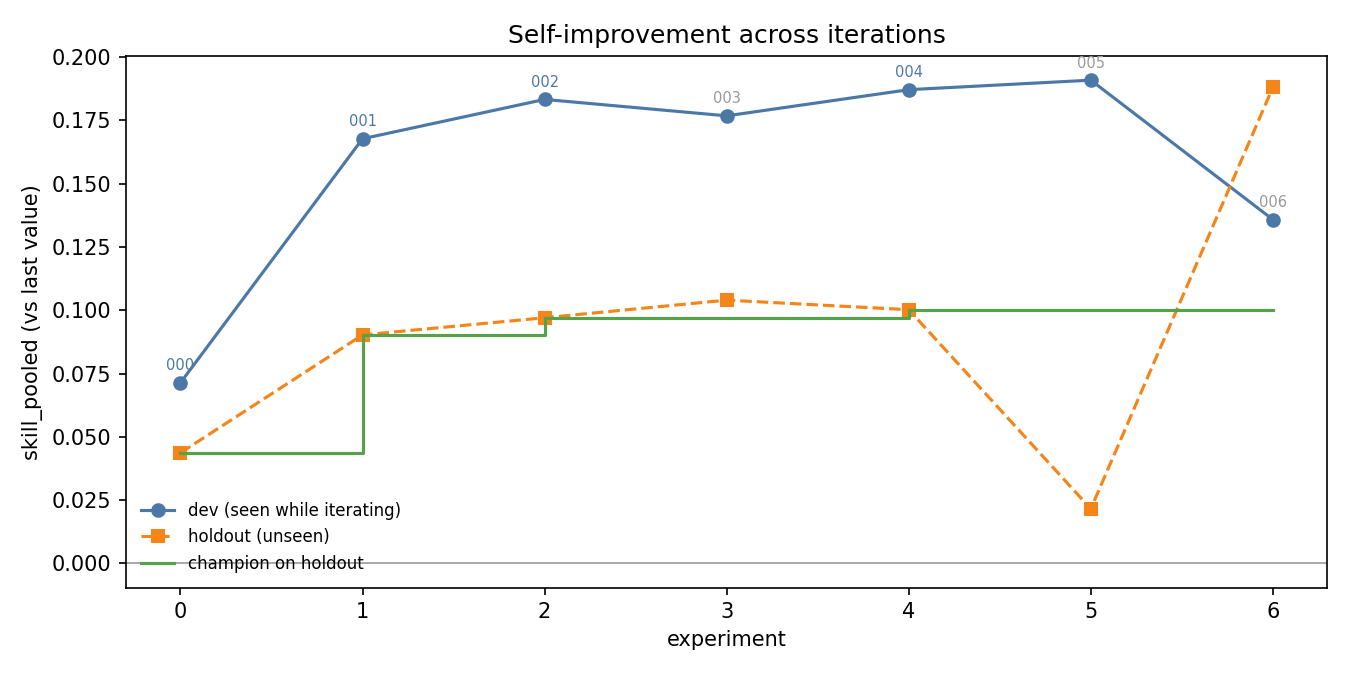 Self-improvement across iterations
0.200
0.175
0.150
0.125
0.100
0.075
0.050
0.025
0.000
skill_pooled (vs last value)
000
001
002
003
004
005
006
dev (seen while iterating)
holdout (unseen)
champion on holdout
0 1 2 3 4 5 6
experiment